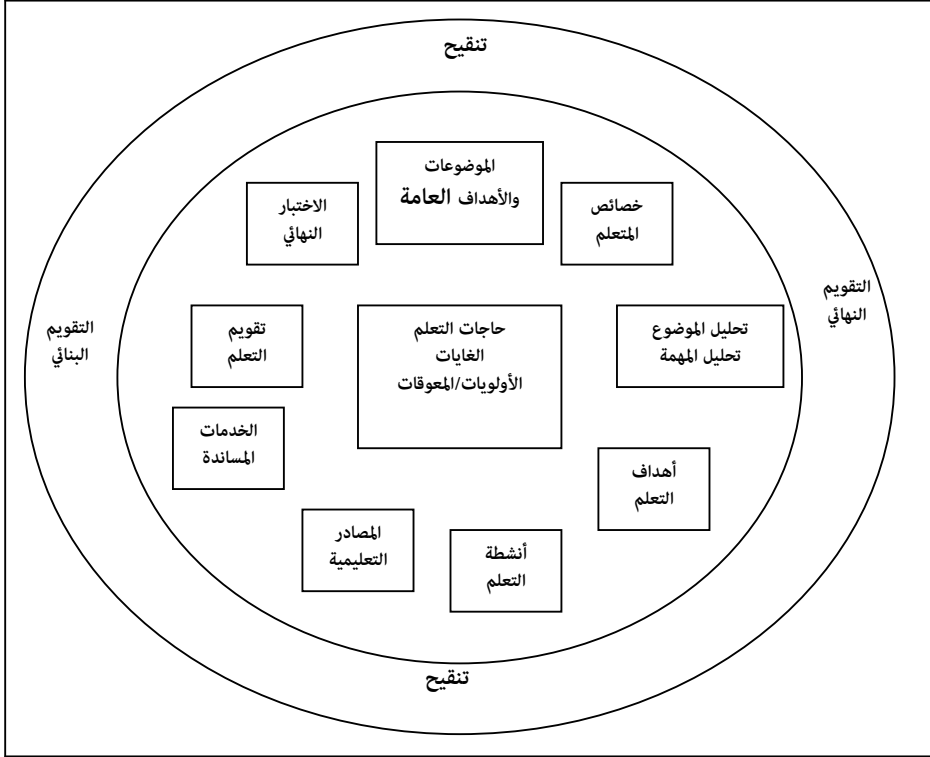 تنقيح
الموضوعات
والأهداف العامة
خصائص
المتعلم
الاختبار
النهائي
التقويم
النهائي
تحليل الموضوع
تحليل المهمة
حاجات التعلم
الغايات
الأولويات/المعوقات
تقويم
التعلم
التقويم
البنائي
الخدمات
المساندة
أهداف
التعلم
المصادر
التعليمية
أنشطة
التعلم
تنقيح